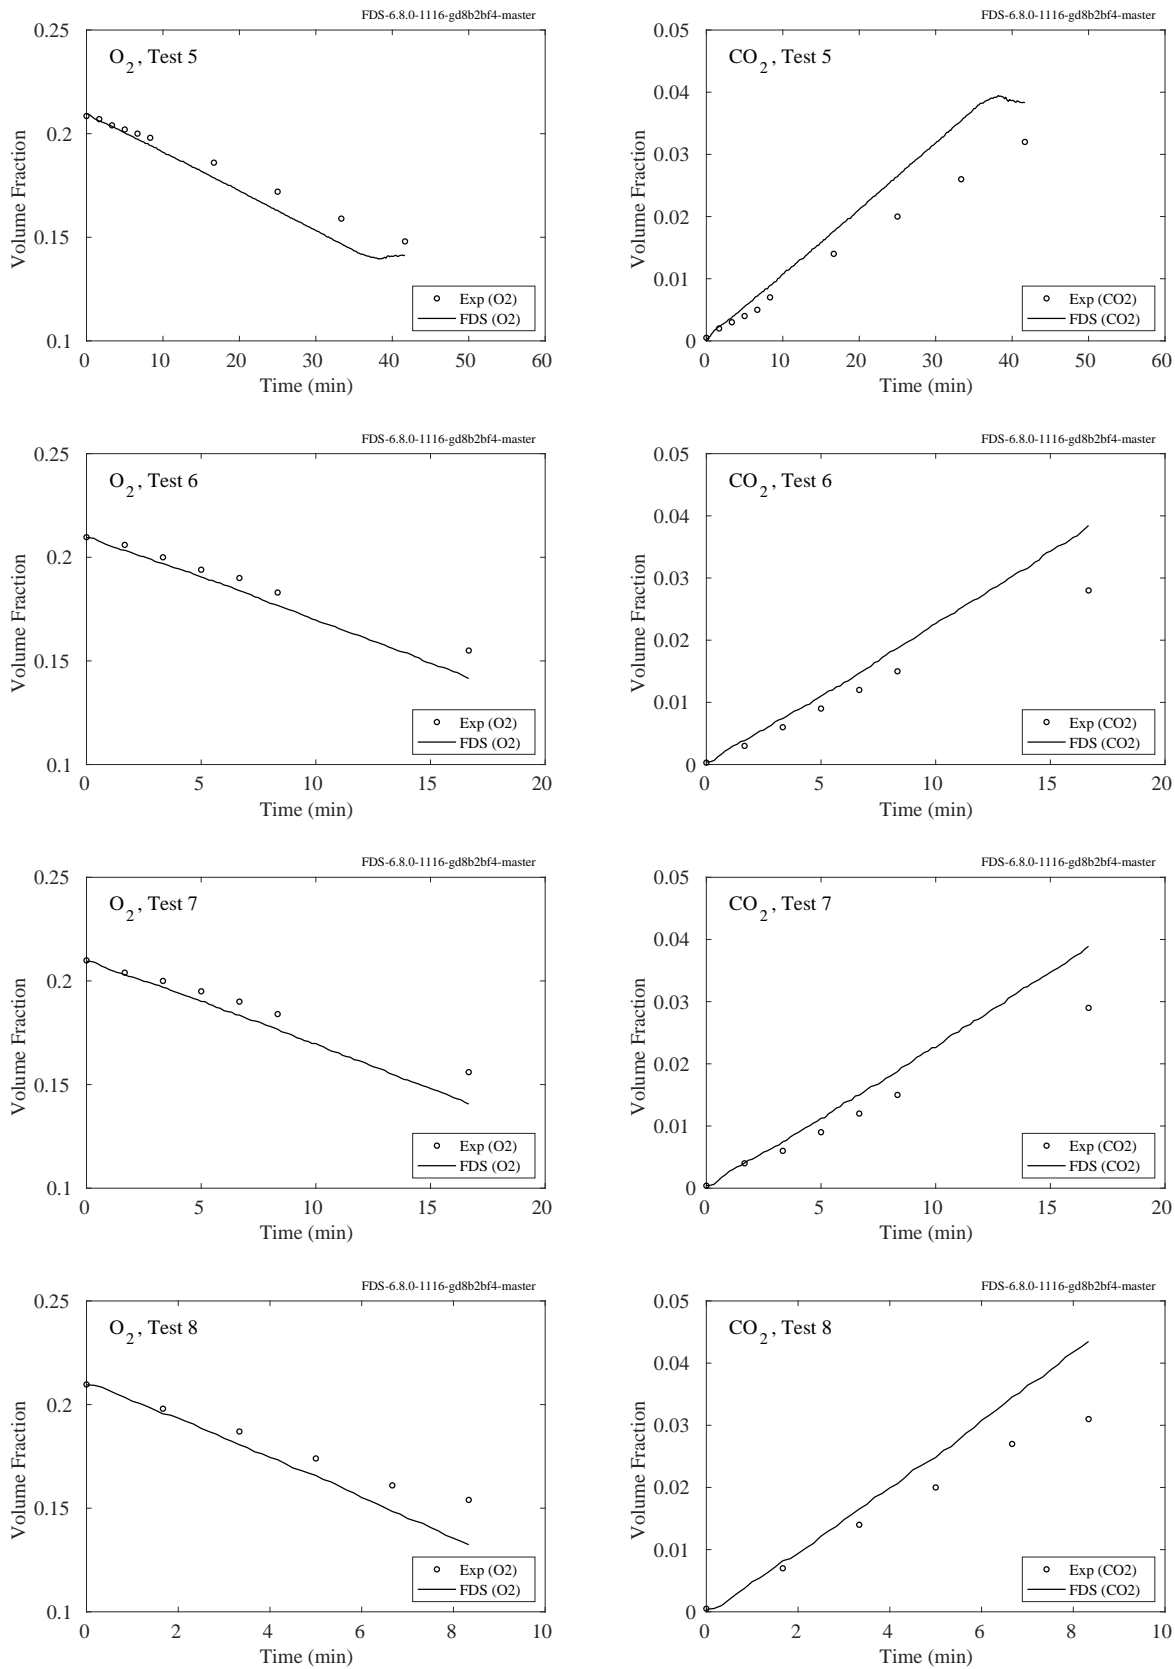 FDS-6.8.0-1116-gd8b2bf4-master
O2, Test 5
0.25
0.2
0.15
0.1
Volume Fraction
0 10 20 30 40 50 60
Time (min)
Exp (O2)
FDS (O2)
FDS-6.8.0-1116-gd8b2bf4-master
CO2, Test 5
0.05
0.04
0.03
0.02
0.01
0
Volume Fraction
0 10 20 30 40 50 60
Time (min)
Exp (CO2)
FDS (CO2)
FDS-6.8.0-1116-gd8b2bf4-master
O2, Test 6
0.25
0.2
0.15
0.1
Volume Fraction
0 5 10 15 20
Time (min)
Exp (O2)
FDS (O2)
FDS-6.8.0-1116-gd8b2bf4-master
CO2, Test 6
0.05
0.04
0.03
0.02
0.01
0
Volume Fraction
0 5 10 15 20
Time (min)
Exp (CO2)
FDS (CO2)
FDS-6.8.0-1116-gd8b2bf4-master
O2, Test 7
0.25
0.2
0.15
0.1
Volume Fraction
0 5 10 15 20
Time (min)
Exp (O2)
FDS (O2)
FDS-6.8.0-1116-gd8b2bf4-master
CO2, Test 7
0.05
0.04
0.03
0.02
0.01
0
Volume Fraction
0 5 10 15 20
Time (min)
Exp (CO2)
FDS (CO2)
FDS-6.8.0-1116-gd8b2bf4-master
O2, Test 8
0.25
0.2
0.15
0.1
Volume Fraction
0 2 4 6 8 10
Time (min)
Exp (O2)
FDS (O2)
FDS-6.8.0-1116-gd8b2bf4-master
CO2, Test 8
0.05
0.04
0.03
0.02
0.01
0
Volume Fraction
0 2 4 6 8 10
Time (min)
Exp (CO2)
FDS (CO2)